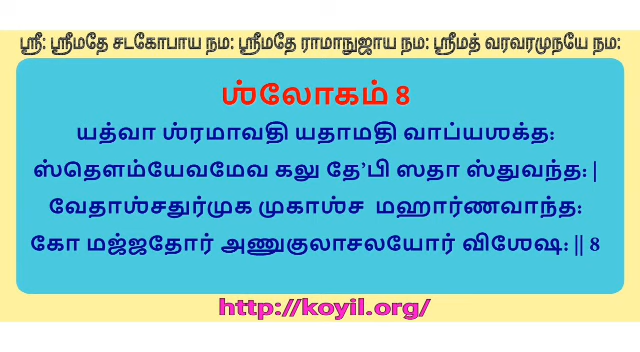 ஶ்ரீ: ஶ்ரீமதே சடகோபாய நம: ஶ்ரீமதே ராமாநுஜாய நம: ஶ்ரீமத் வரவரமுநயே நம:
ஶ்லோகம் 8
யத்வா ஶ்ரமாவதி யதாமதி வாப்யஶக்த:
ஸ்தௌம்யேவமேவ கலு தே’பி ஸதா ஸ்துவந்த: |
வேதாஶ்சதுர்முக முகாஶ்ச மஹார்ணவாந்த:
கோ மஜ்ஜதோர் அணுகுலாசலயோர் விஶேஷ: || 8
http://koyil.org/